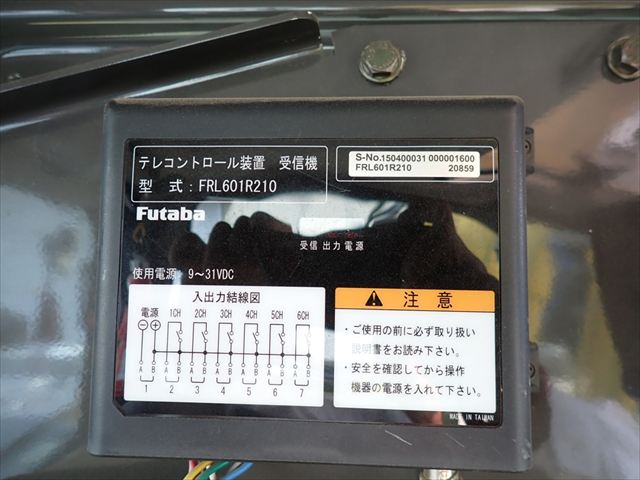 テレコントロール装置 受信機
型 式：FRL601R210
S-No.150400031 000001600
FRL601R210 20859
Futaba
受信 出力 電源
使用電源：9～31VDC
入出力結線図
電源 1CH 2CH 3CH 4CH 5CH 6CH
A B A B A B A B A B A B A B
1 2 3 4 5 6 7
注 意
・ご使用の前に必ず取り扱い
説明書をお読み下さい。
・安全を確認してから操作
機器の電源を入れて下さい。
MADE IN TAIWAN